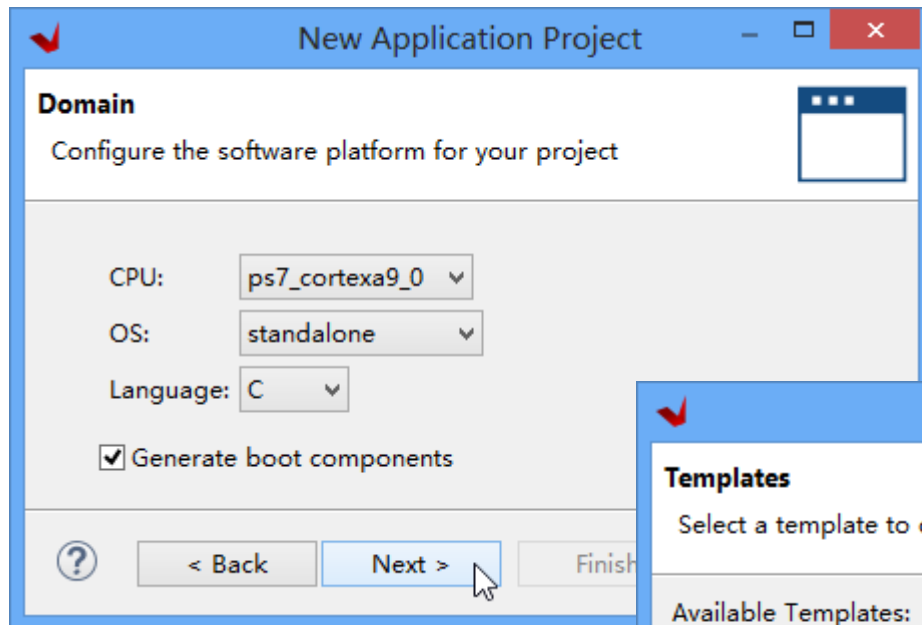 New Application Project
Domain
Configure the software platform for your project
CPU: ps7_cortexa9_0
OS: standalone
Language: C
Generate boot components
< Back Next > Finish
Templates
Select a template to
Available Templates: